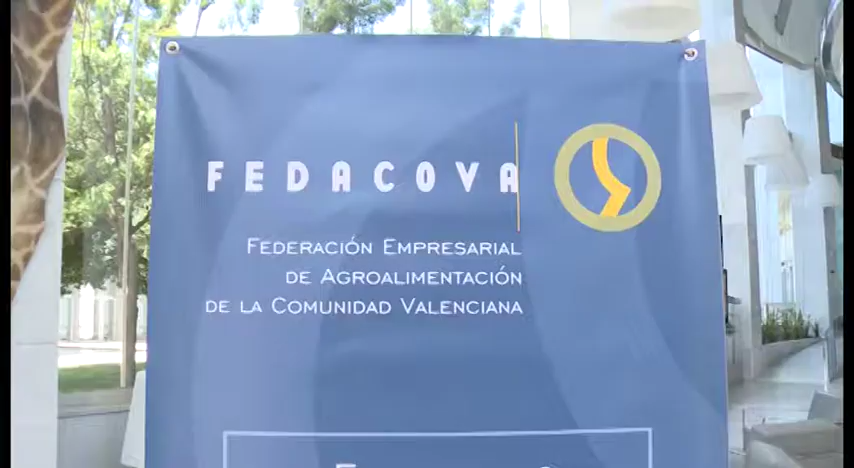 FEDACOVA
FEDERACIÓN EMPRESARIAL
DE AGROALIMENTACIÓN
DE LA COMUNIDAD VALENCIANA